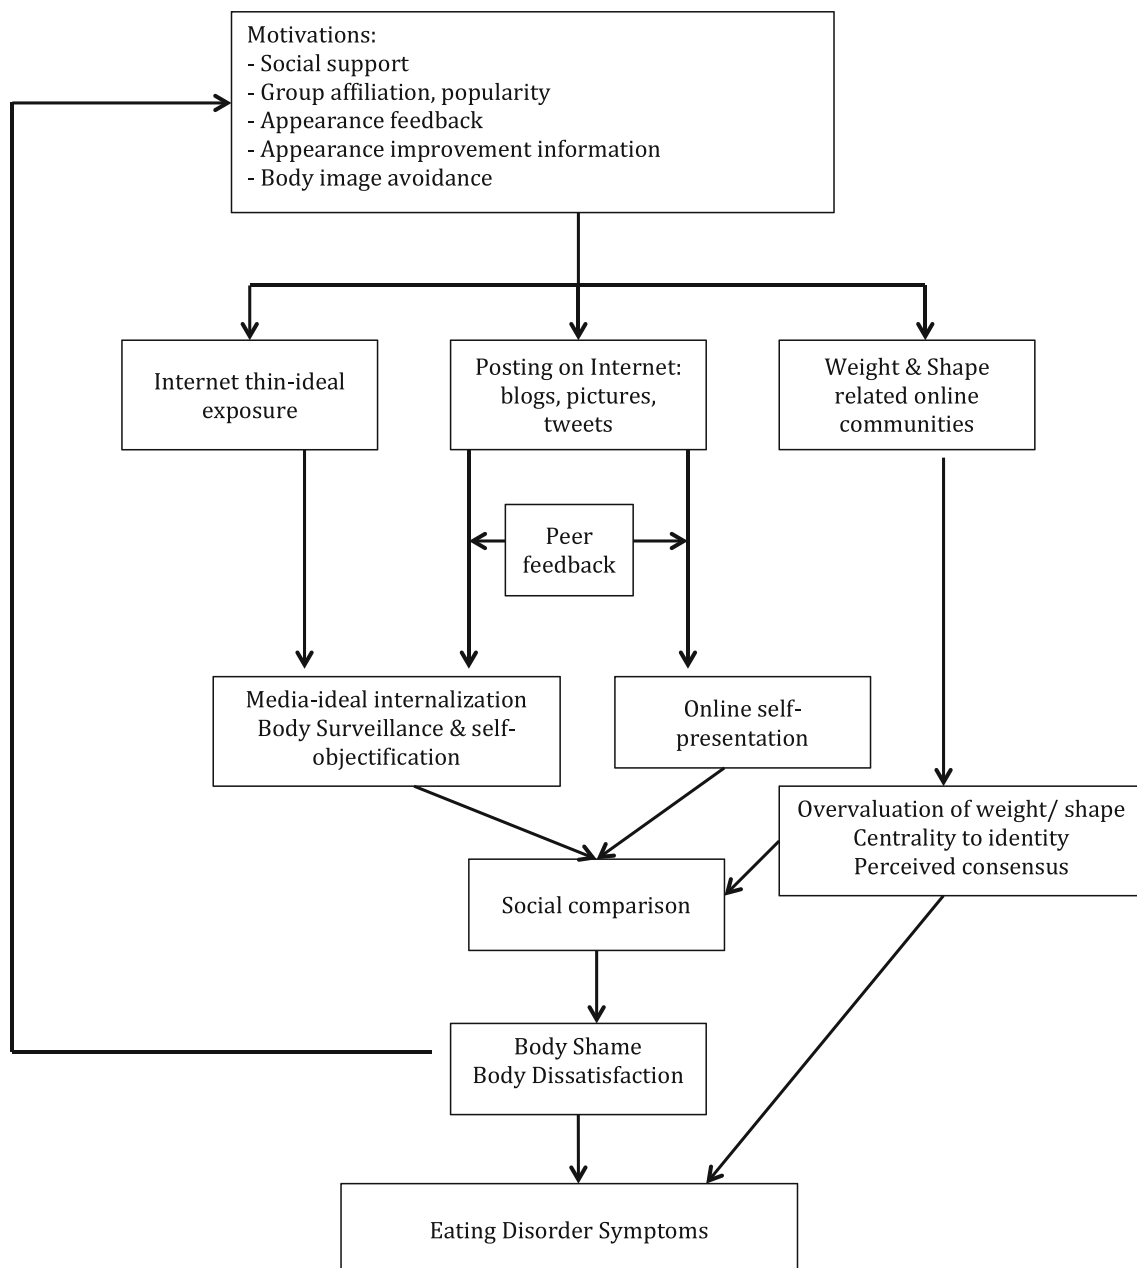 Motivations:
- Social support
- Group affiliation, popularity
- Appearance feedback
- Appearance improvement information
- Body image avoidance
Internet thin-ideal
exposure
Posting on Internet:
blogs, pictures,
tweets
Weight & Shape
related online
communities
Peer
feedback
Media-ideal internalization
Body Surveillance & self-
objectification
Online self-
presentation
Overvaluation of weight/ shape
Centrality to identity
Perceived consensus
Social comparison
Body Shame
Body Dissatisfaction
Eating Disorder Symptoms